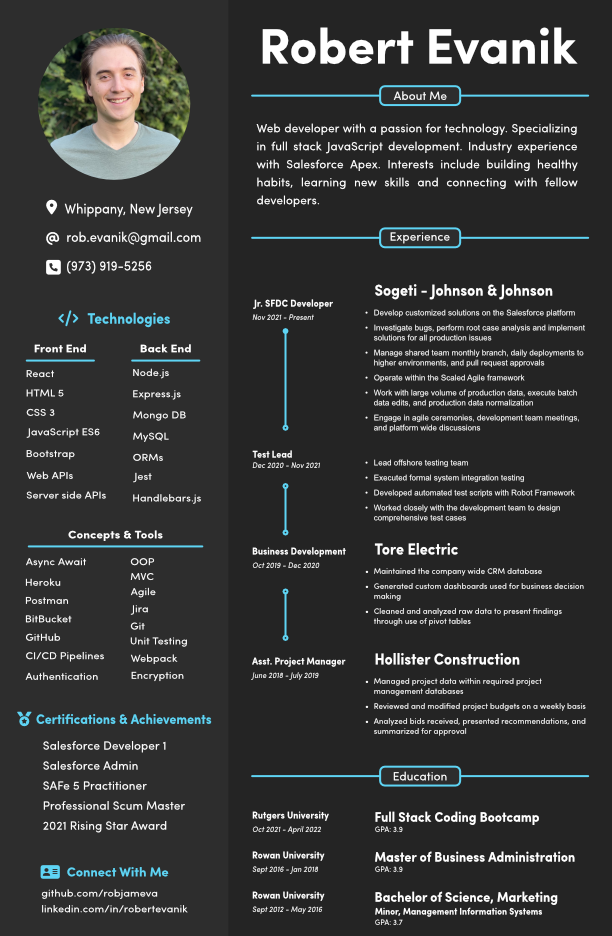 Robert Evanik
About Me
Web developer with a passion for technology. Specializing
in full stack JavaScript development. Industry experience
with Salesforce Apex. Interests include building healthy
habits, learning new skills and connecting with fellow
developers.
Whippany, New Jersey
rob.evanik@gmail.com
(973) 919-5256
</> Technologies
Front End
React
HTML 5
CSS 3
JavaScript ES6
Bootstrap
Web APIs
Server side APIs
Back End
Node.js
Express.js
Mongo DB
MySQL
ORMs
Jest
Handlebars.js
Concepts & Tools
Async Await
Heroku
Postman
BitBucket
GitHub
CI/CD Pipelines
Authentication
OOP
MVC
Agile
Jira
Git
Unit Testing
Webpack
Encryption
Certifications & Achievements
Salesforce Developer 1
Salesforce Admin
SAFe 5 Practitioner
Professional Scum Master
2021 Rising Star Award
Connect With Me
github.com/robjameva
linkedin.com/in/robertevanik
Experience
Jr. SFDC Developer
Nov 2021 - Present
Sogeti - Johnson & Johnson
• Develop customized solutions on the Salesforce platform
• Investigate bugs, perform root case analysis and implement
solutions for all production issues
• Manage shared team monthly branch, daily deployments to
higher environments, and pull request approvals
• Operate within the Scaled Agile framework
• Work with large volume of production data, execute batch
data edits, and production data normalization
• Engage in agile ceremonies, development team meetings,
and platform wide discussions
Test Lead
Dec 2020 - Nov 2021
• Lead offshore testing team
• Executed formal system integration testing
• Developed automated test scripts with Robot Framework
• Worked closely with the development team to design
comprehensive test cases
Business Development
Oct 2019 - Dec 2020
Tore Electric
• Maintained the company wide CRM database
• Generated custom dashboards used for business decision
making
• Cleaned and analyzed raw data to present findings
through use of pivot tables
Asst. Project Manager
June 2018 - July 2019
Hollister Construction
• Managed project data within required project
management databases
• Reviewed and modified project budgets on a weekly basis
• Analyzed bids received, presented recommendations, and
summarized for approval
Education
Rutgers University
Oct 2021 - April 2022
Full Stack Coding Bootcamp
GPA: 3.9
Rowan University
Sept 2016 - Jan 2018
Master of Business Administration
GPA: 3.9
Rowan University
Sept 2012 - May 2016
Bachelor of Science, Marketing
Minor, Management Information Systems
GPA: 3.7